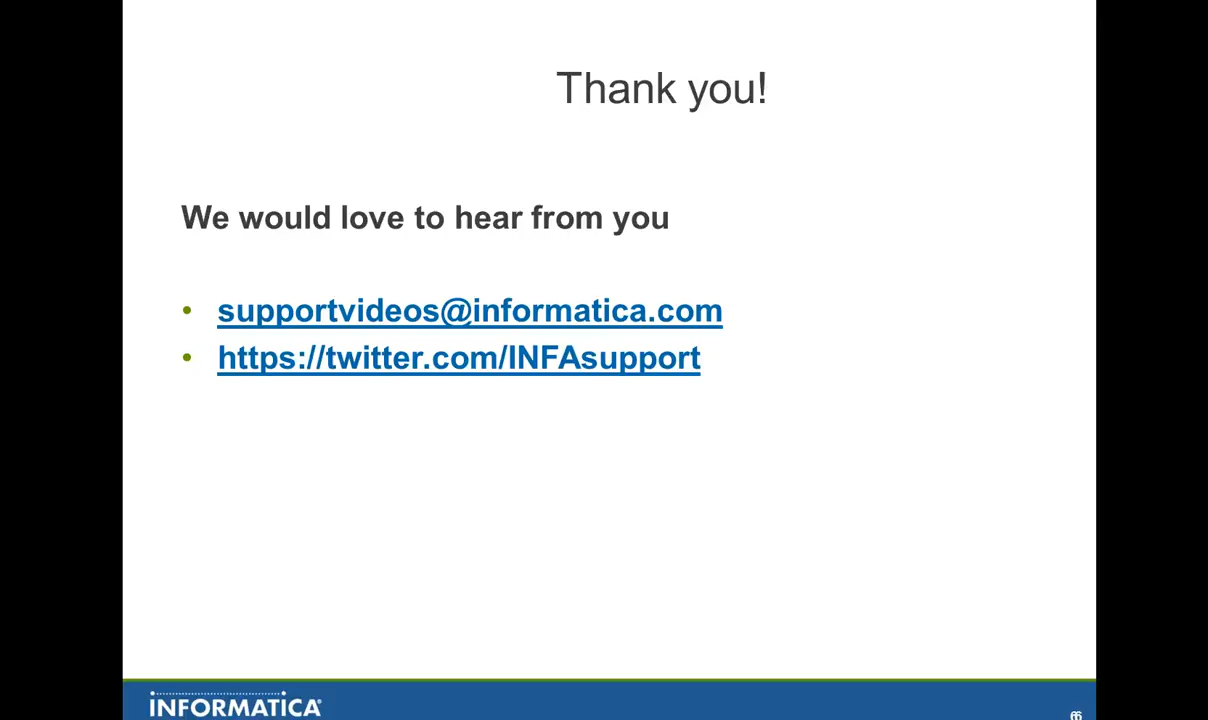 Thank you!
We would love to hear from you
• supportvideos@informatica.com
• https://twitter.com/INFAsupport
INFORMATICA